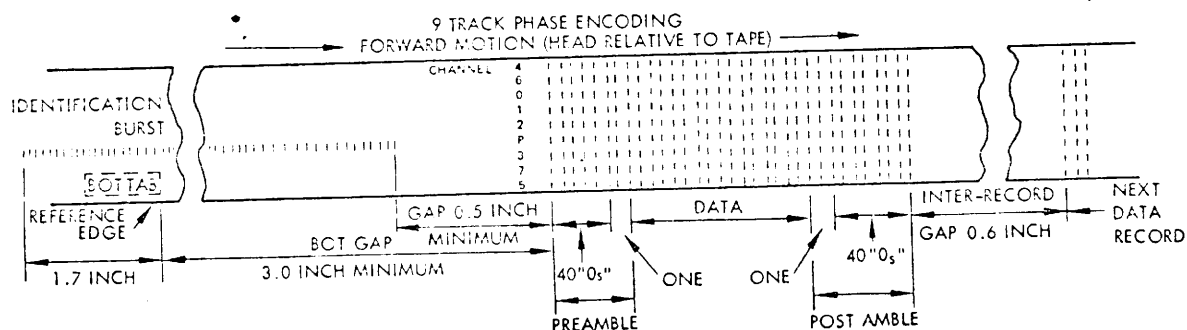 9 TRACK PHASE ENCODING
FORWARD MOTION (HEAD RELATIVE TO TAPE)
CHANNEL
4
6
0
1
2
P
3
7
5
IDENTIFICATION
BURST
BOT TAB
REFERENCE
EDGE
1.7 INCH
GAP 0.5 INCH
MINIMUM
BOT GAP
3.0 INCH MINIMUM
DATA
40"0s"
ONE
ONE
40"0s"
PREAMBLE
POST AMBLE
INTER-RECORD
GAP 0.6 INCH
NEXT
DATA
RECORD